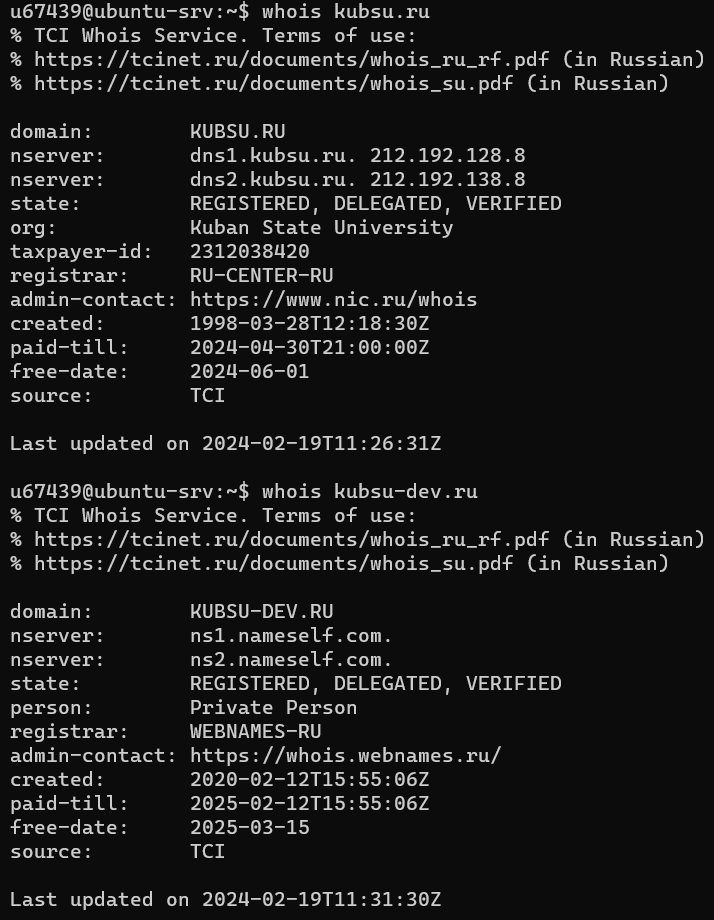 u67439@ubuntu-srv:~$ whois kubsu.ru
% TCI Whois Service. Terms of use:
% https://tcinet.ru/documents/whois_ru_rf.pdf (in Russian)
% https://tcinet.ru/documents/whois_su.pdf (in Russian)

domain:        KUBSU.RU
nserver:       dns1.kubsu.ru. 212.192.128.8
nserver:       dns2.kubsu.ru. 212.192.138.8
state:         REGISTERED, DELEGATED, VERIFIED
org:           Kuban State University
taxpayer-id:   2312038420
registrar:     RU-CENTER-RU
admin-contact: https://www.nic.ru/whois
created:       1998-03-28T12:18:30Z
paid-till:     2024-04-30T21:00:00Z
free-date:     2024-06-01
source:        TCI

Last updated on 2024-02-19T11:26:31Z

u67439@ubuntu-srv:~$ whois kubsu-dev.ru
% TCI Whois Service. Terms of use:
% https://tcinet.ru/documents/whois_ru_rf.pdf (in Russian)
% https://tcinet.ru/documents/whois_su.pdf (in Russian)

domain:        KUBSU-DEV.RU
nserver:       ns1.nameself.com.
nserver:       ns2.nameself.com.
state:         REGISTERED, DELEGATED, VERIFIED
person:        Private Person
registrar:     WEBNAMES-RU
admin-contact: https://whois.webnames.ru/
created:       2020-02-12T15:55:06Z
paid-till:     2025-02-12T15:55:06Z
free-date:     2025-03-15
source:        TCI

Last updated on 2024-02-19T11:31:30Z